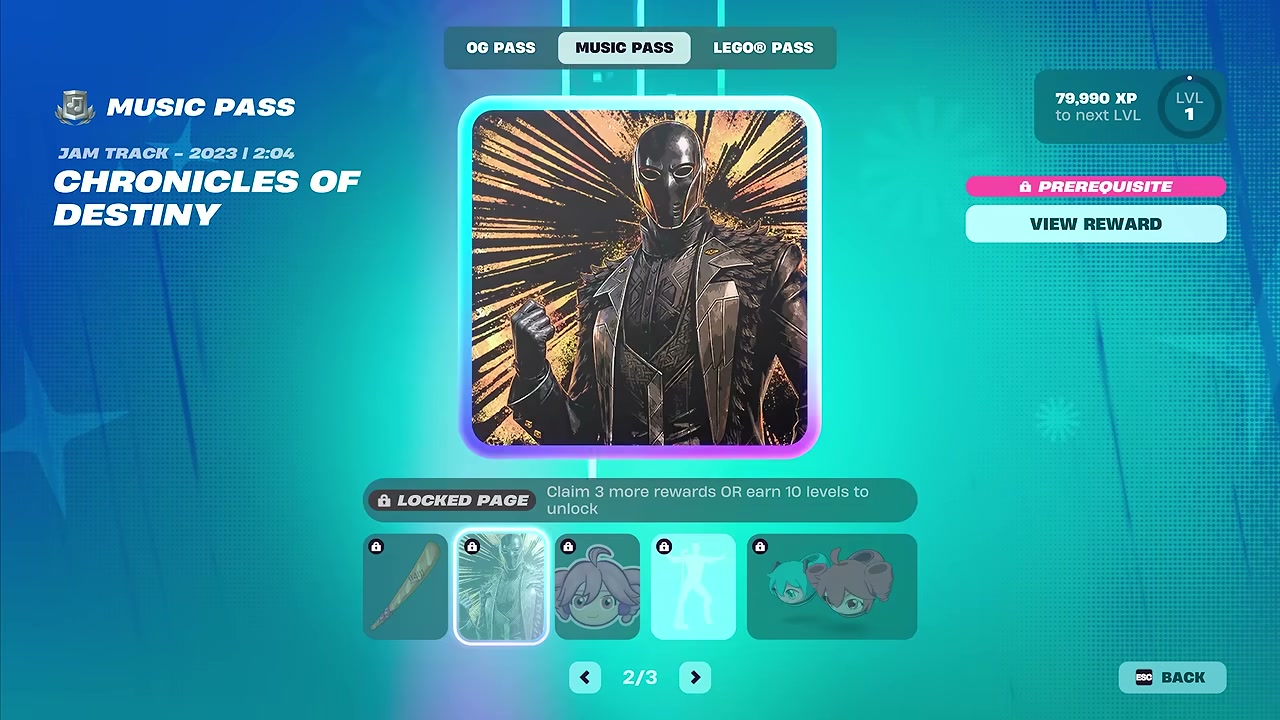 OG PASS
MUSIC PASS
LEGO® PASS
MUSIC PASS
JAM TRACK - 2023 | 2:04
CHRONICLES OF
DESTINY
79,990 XP
to next LVL
LVL
1
PREREQUISITE
VIEW REWARD
LOCKED PAGE
Claim 3 more rewards OR earn 10 levels to
unlock
2/3
ESC
BACK